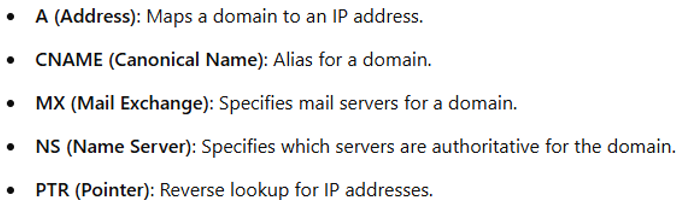 • A (Address): Maps a domain to an IP address.
• CNAME (Canonical Name): Alias for a domain.
• MX (Mail Exchange): Specifies mail servers for a domain.
• NS (Name Server): Specifies which servers are authoritative for the domain.
• PTR (Pointer): Reverse lookup for IP addresses.